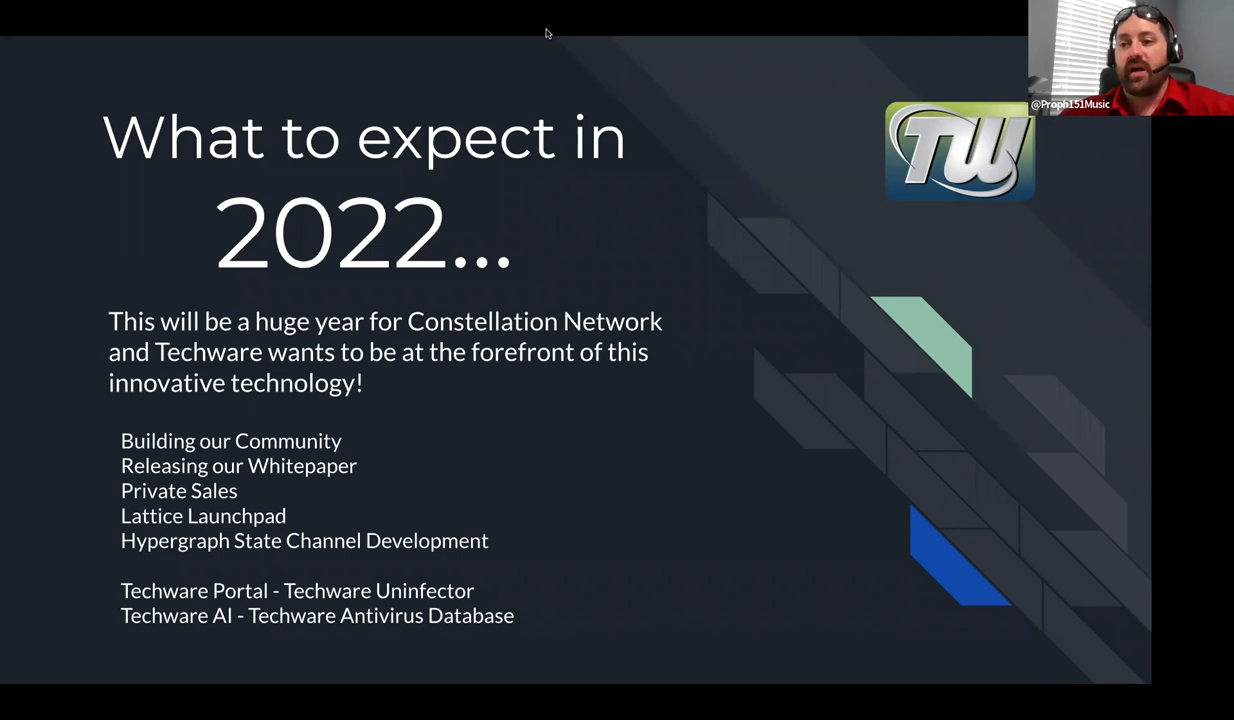 What to expect in
2022...
TW
@Proph151Music
This will be a huge year for Constellation Network
and Techware wants to be at the forefront of this
innovative technology!
Building our Community
Releasing our Whitepaper
Private Sales
Lattice Launchpad
Hypergraph State Channel Development
Techware Portal - Techware Uninfector
Techware AI - Techware Antivirus Database